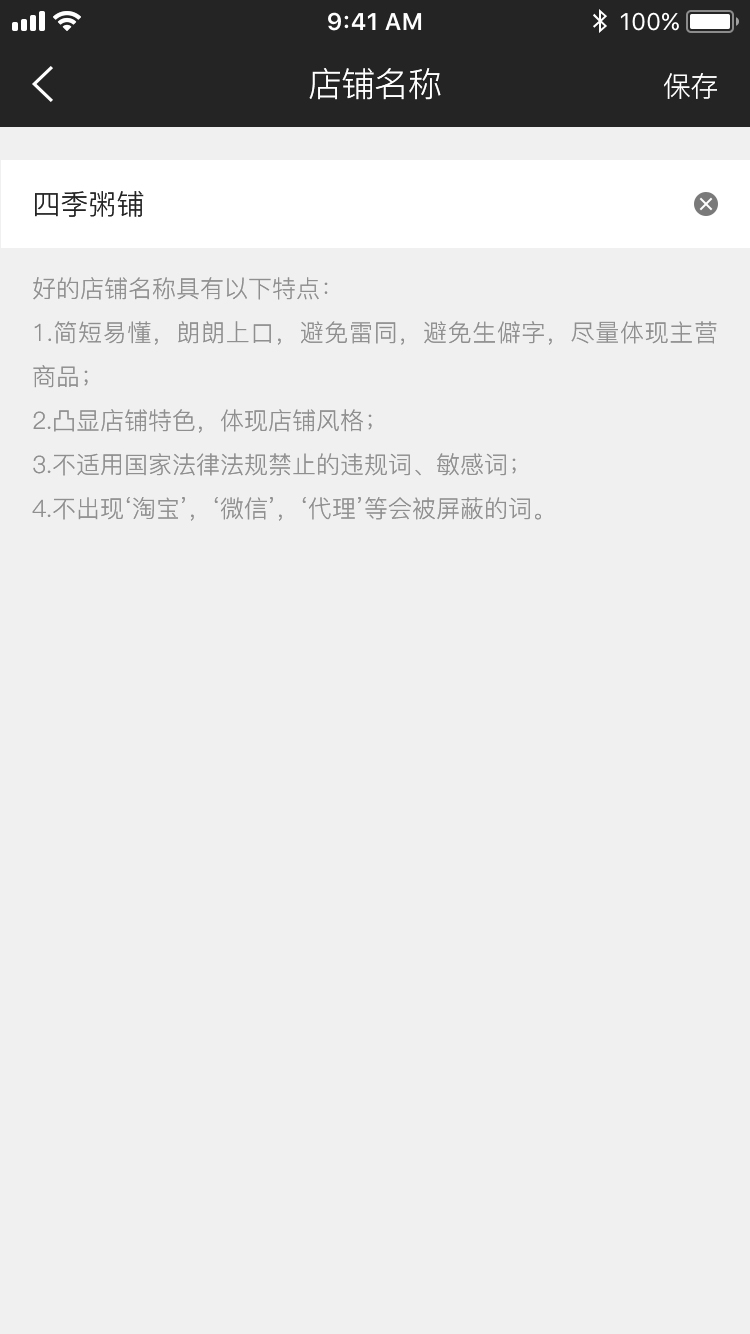 9:41 AM
100%
店铺名称
保存
四季粥铺
好的店铺名称具有以下特点：
1.简短易懂，朗朗上口，避免雷同，避免生僻字，尽量体现主营
商品；
2.凸显店铺特色，体现店铺风格；
3.不适用国家法律法规禁止的违规词、敏感词；
4.不出现‘淘宝’，‘微信’，‘代理’等会被屏蔽的词。